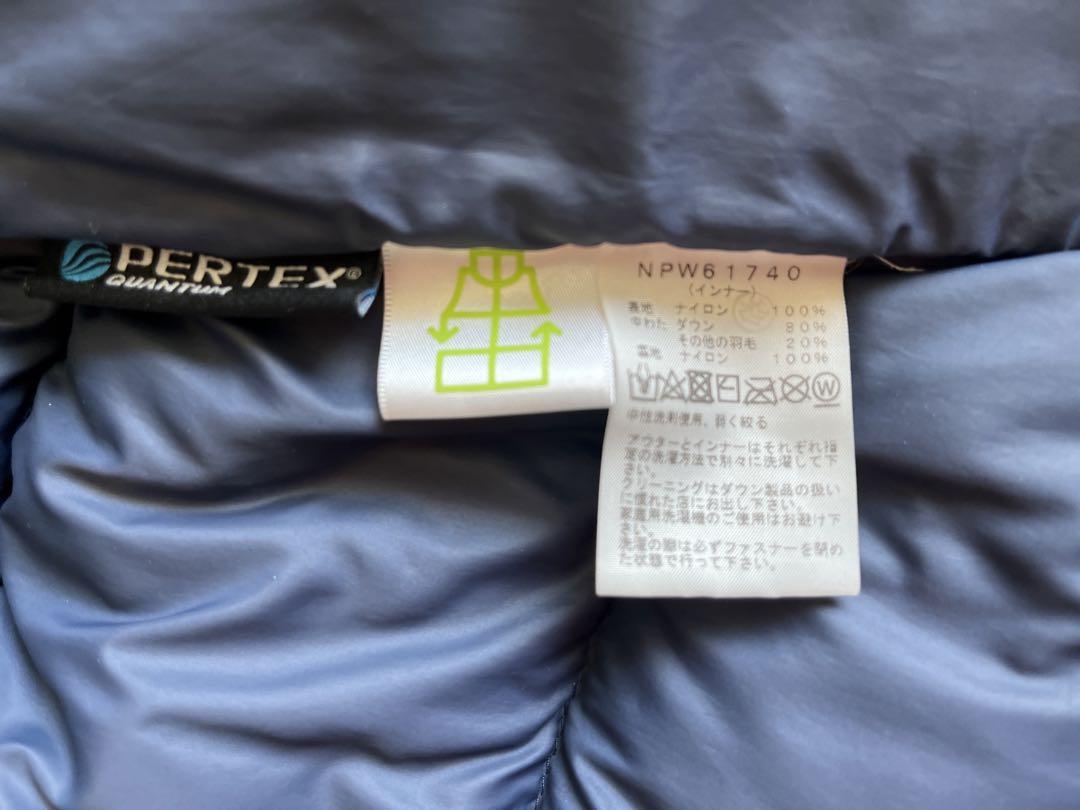 PERTEX®
QUANTUM
NPW61740
(インナー)
表地 ナイロン 100%
中わた ダウン 80%
その他の羽毛 20%
裏地 ナイロン 100%
W
中性洗剤使用、弱く絞る
アウターとインナーはそれぞれ指
定の洗濯方法で別々に洗濯して下
さい。
クリーニングはダウン製品の扱い
に慣れた店にお出し下さい。
家庭用洗濯機のご使用はお避け下
さい。
洗濯の際は必ずファスナーを閉め
た状態で行って下さい。